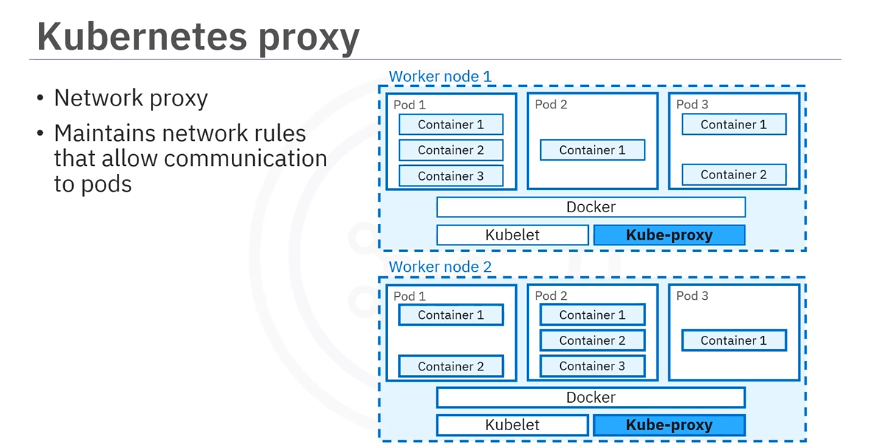 Kubernetes proxy
• Network proxy
• Maintains network rules
that allow communication
to pods
Worker node 1
Pod 1
Container 1
Container 2
Container 3
Pod 2
Container 1
Pod 3
Container 1
Container 2
Docker
Kubelet
Kube-proxy
Worker node 2
Pod 1
Container 1
Container 2
Pod 2
Container 1
Container 2
Container 3
Pod 3
Container 1
Docker
Kubelet
Kube-proxy